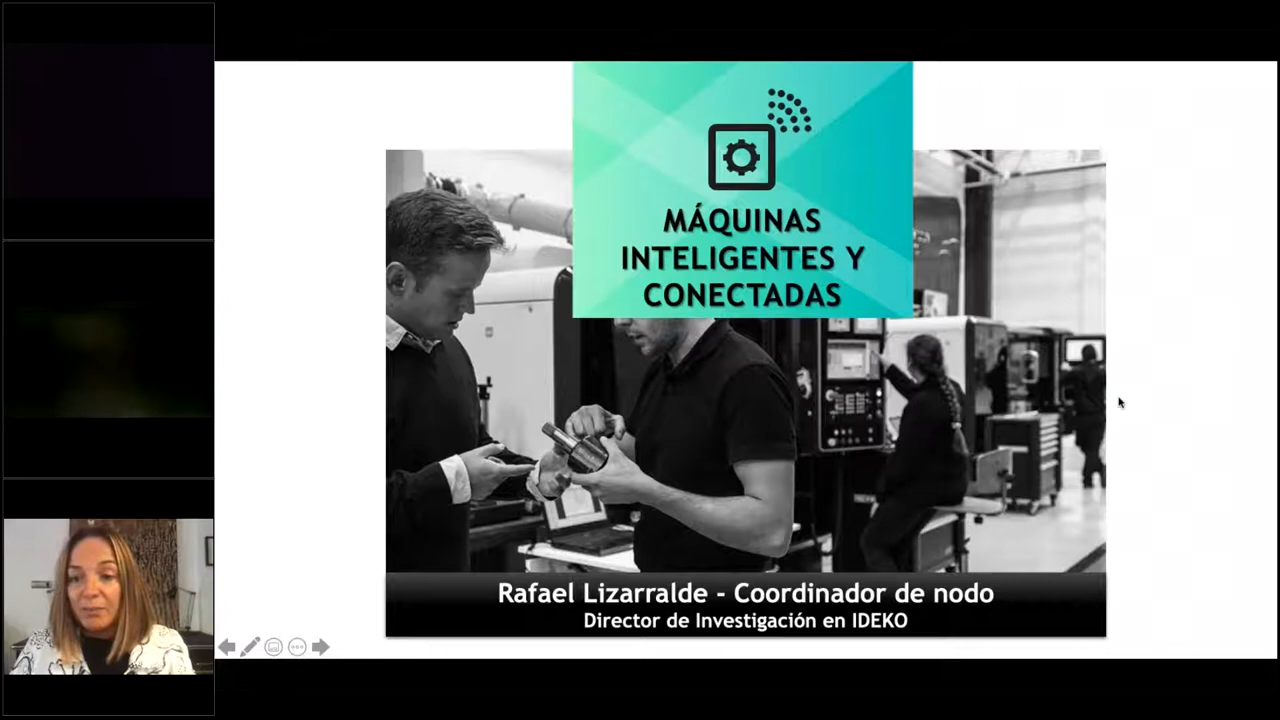 MÁQUINAS
INTELIGENTES Y
CONECTADAS
Rafael Lizarralde - Coordinador de nodo
Director de Investigación en IDEKO